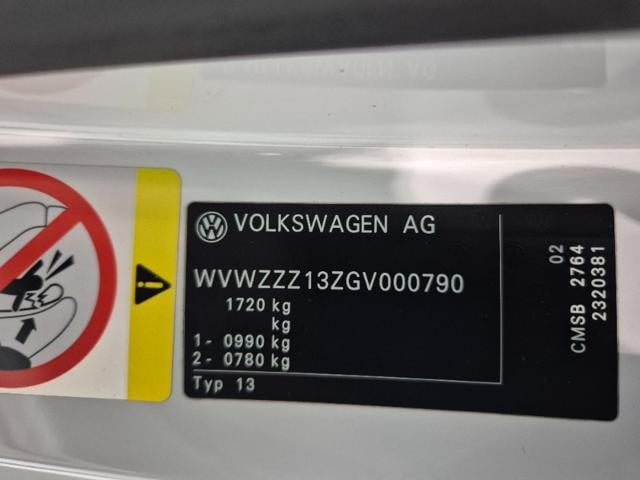 VOLKSWAGEN AG
WVWZZZ13ZGV000790
1720 kg
kg
1- 0990 kg
2- 0780 kg
Typ 13
02
CMSB 2764
2320381